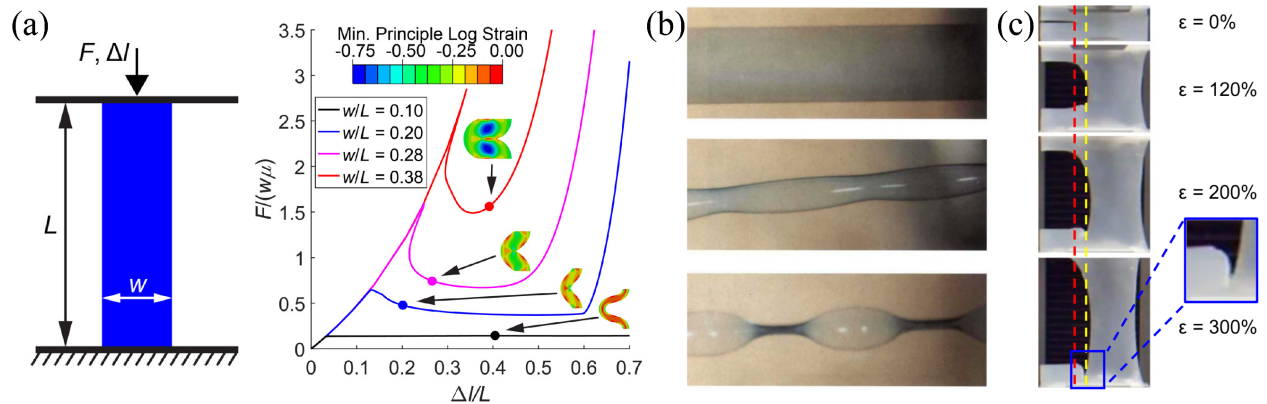 (a)
F, Δl
L
w
F/(w/μ)
3.5
3
2.5
2
1.5
1
0.5
0
Min. Principle Log Strain
-0.75 -0.50 -0.25 0.00
w/L = 0.10
w/L = 0.20
w/L = 0.28
w/L = 0.38
0 0.1 0.2 0.3 0.4 0.5 0.6 0.7
Δl/L
(b)
(c)
ε = 0%
ε = 120%
ε = 200%
ε = 300%